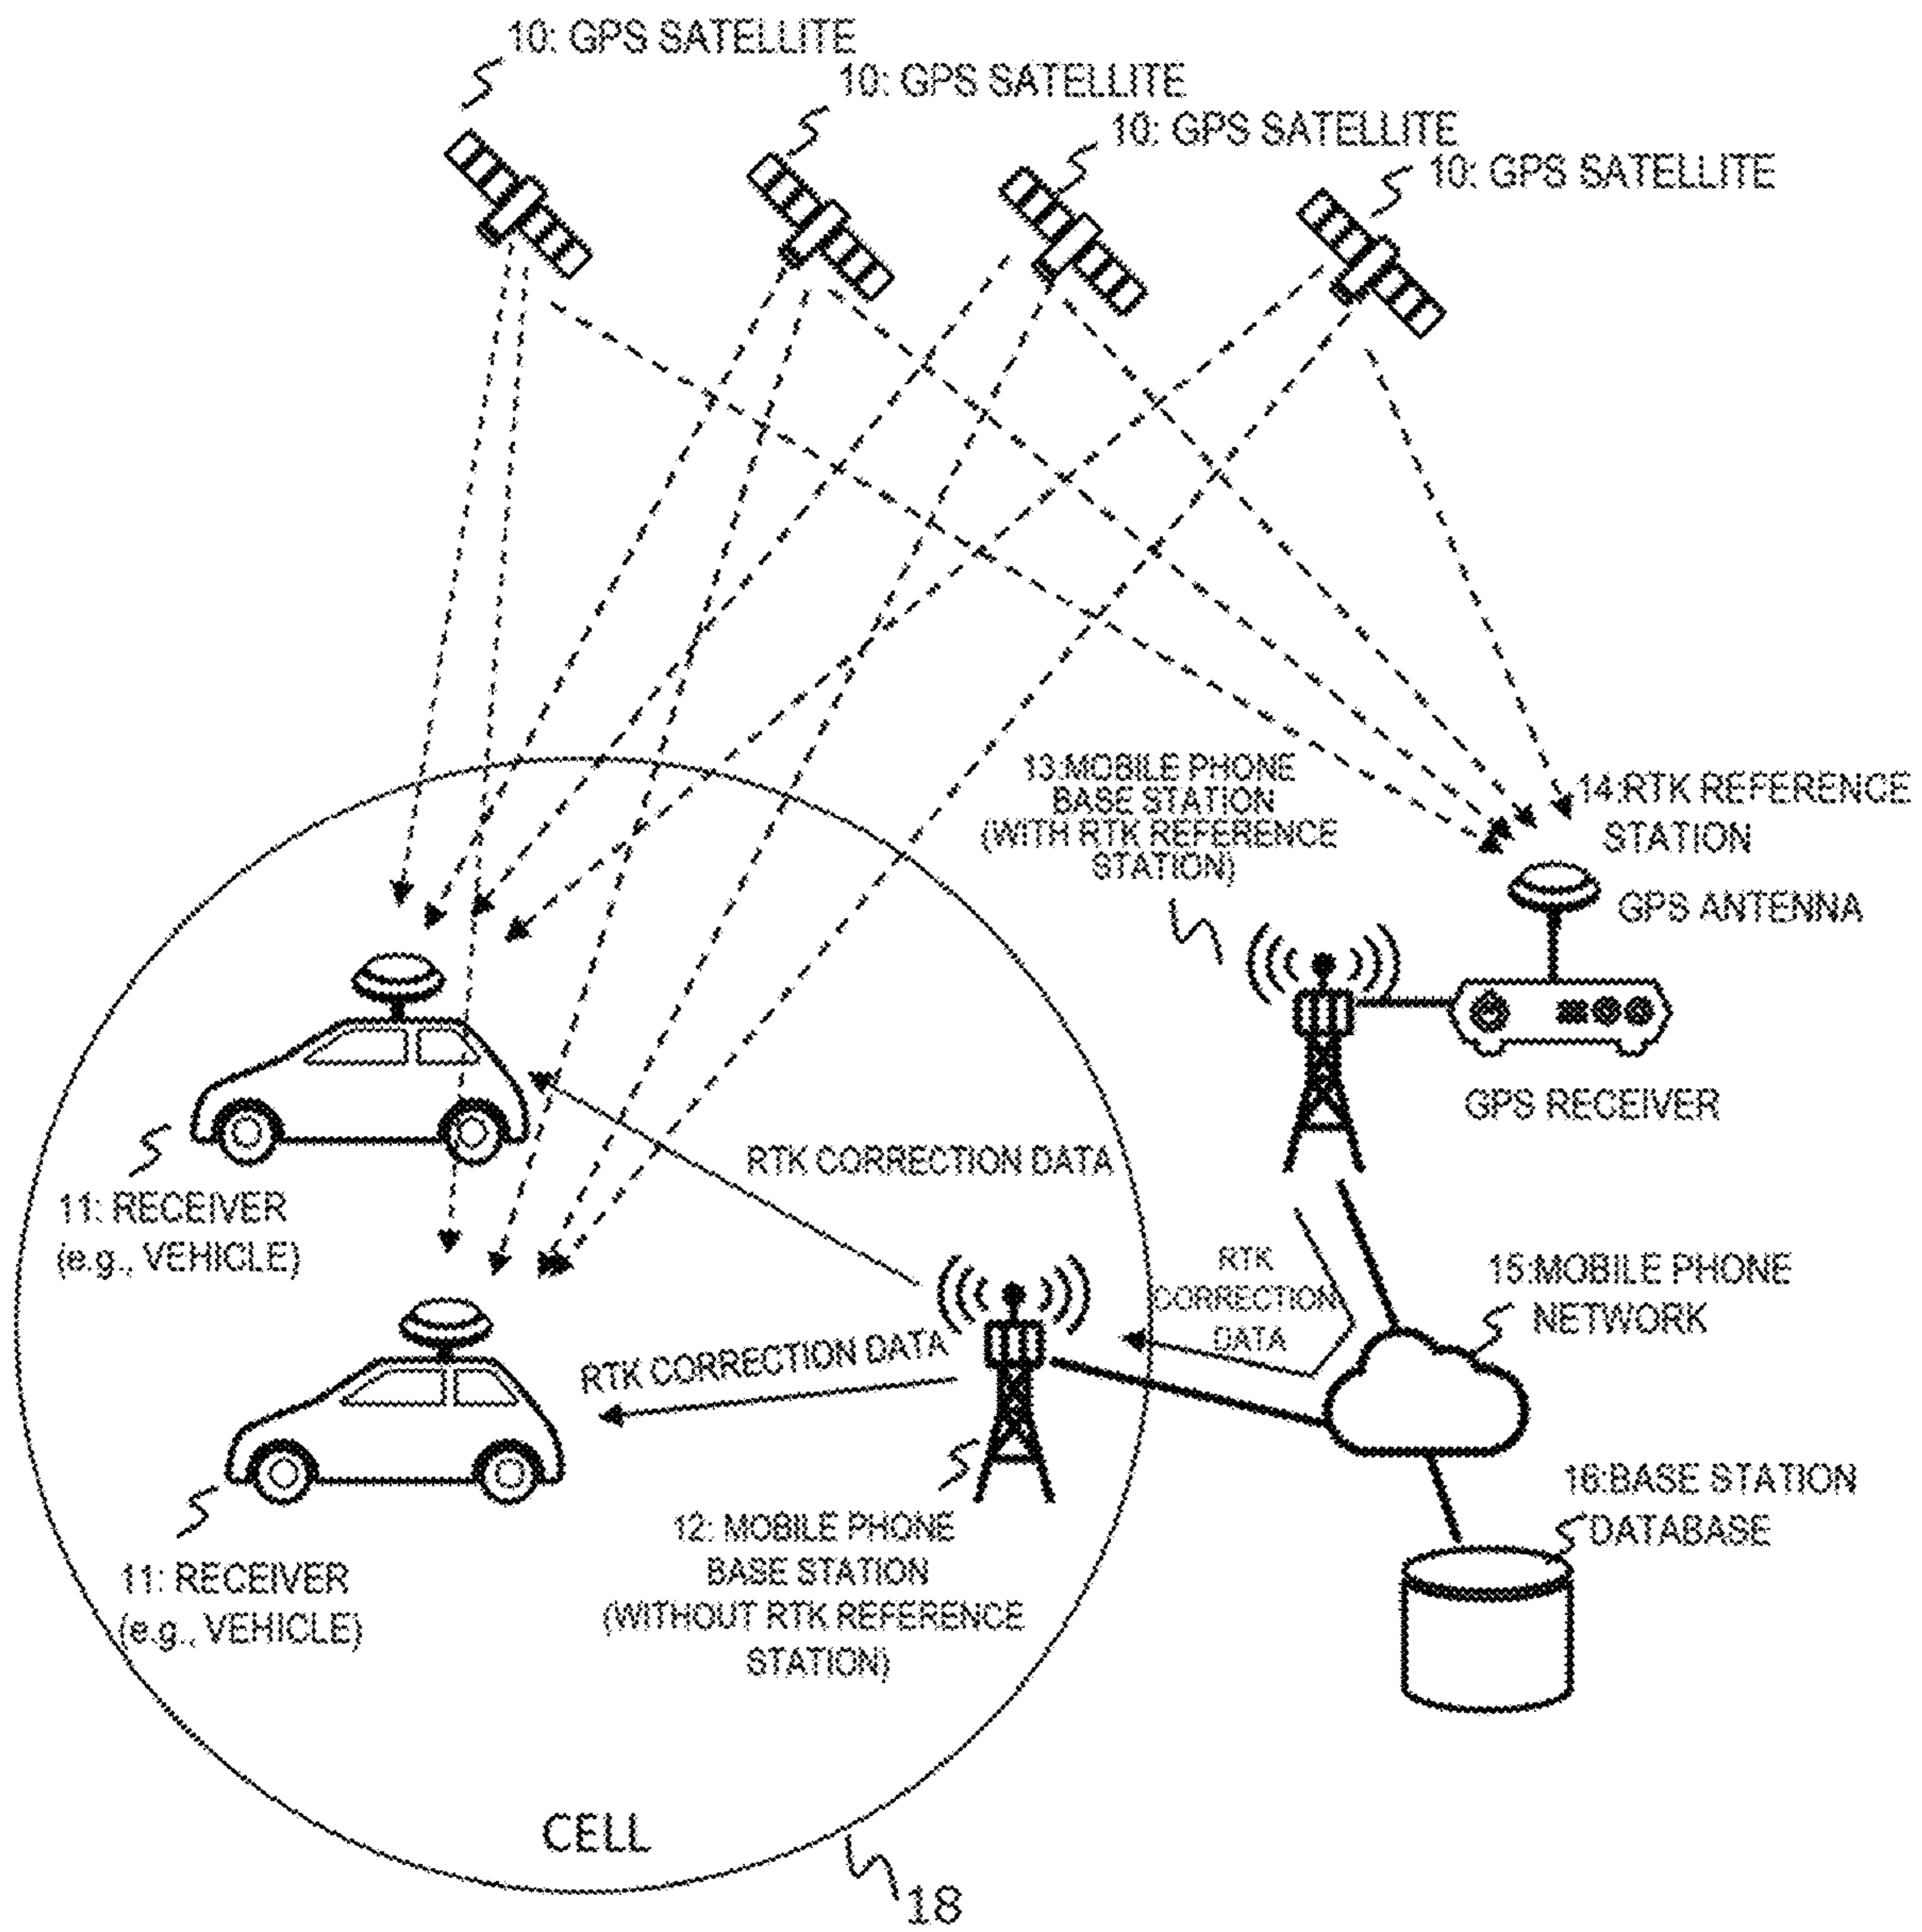 10: GPS SATELLITE
10: GPS SATELLITE
10: GPS SATELLITE
10: GPS SATELLITE
13:MOBILE PHONE
BASE STATION
(WITH RTK REFERENCE
STATION)
14:RTK REFERENCE
STATION
GPS ANTENNA
GPS RECEIVER
RTK CORRECTION DATA
11: RECEIVER
(e.g., VEHICLE)
RTK
CORRECTION
DATA
15:MOBILE PHONE
NETWORK
RTK CORRECTION DATA
16:BASE STATION
DATABASE
12: MOBILE PHONE
BASE STATION
(WITHOUT RTK REFERENCE
STATION)
11: RECEIVER
(e.g., VEHICLE)
CELL
18